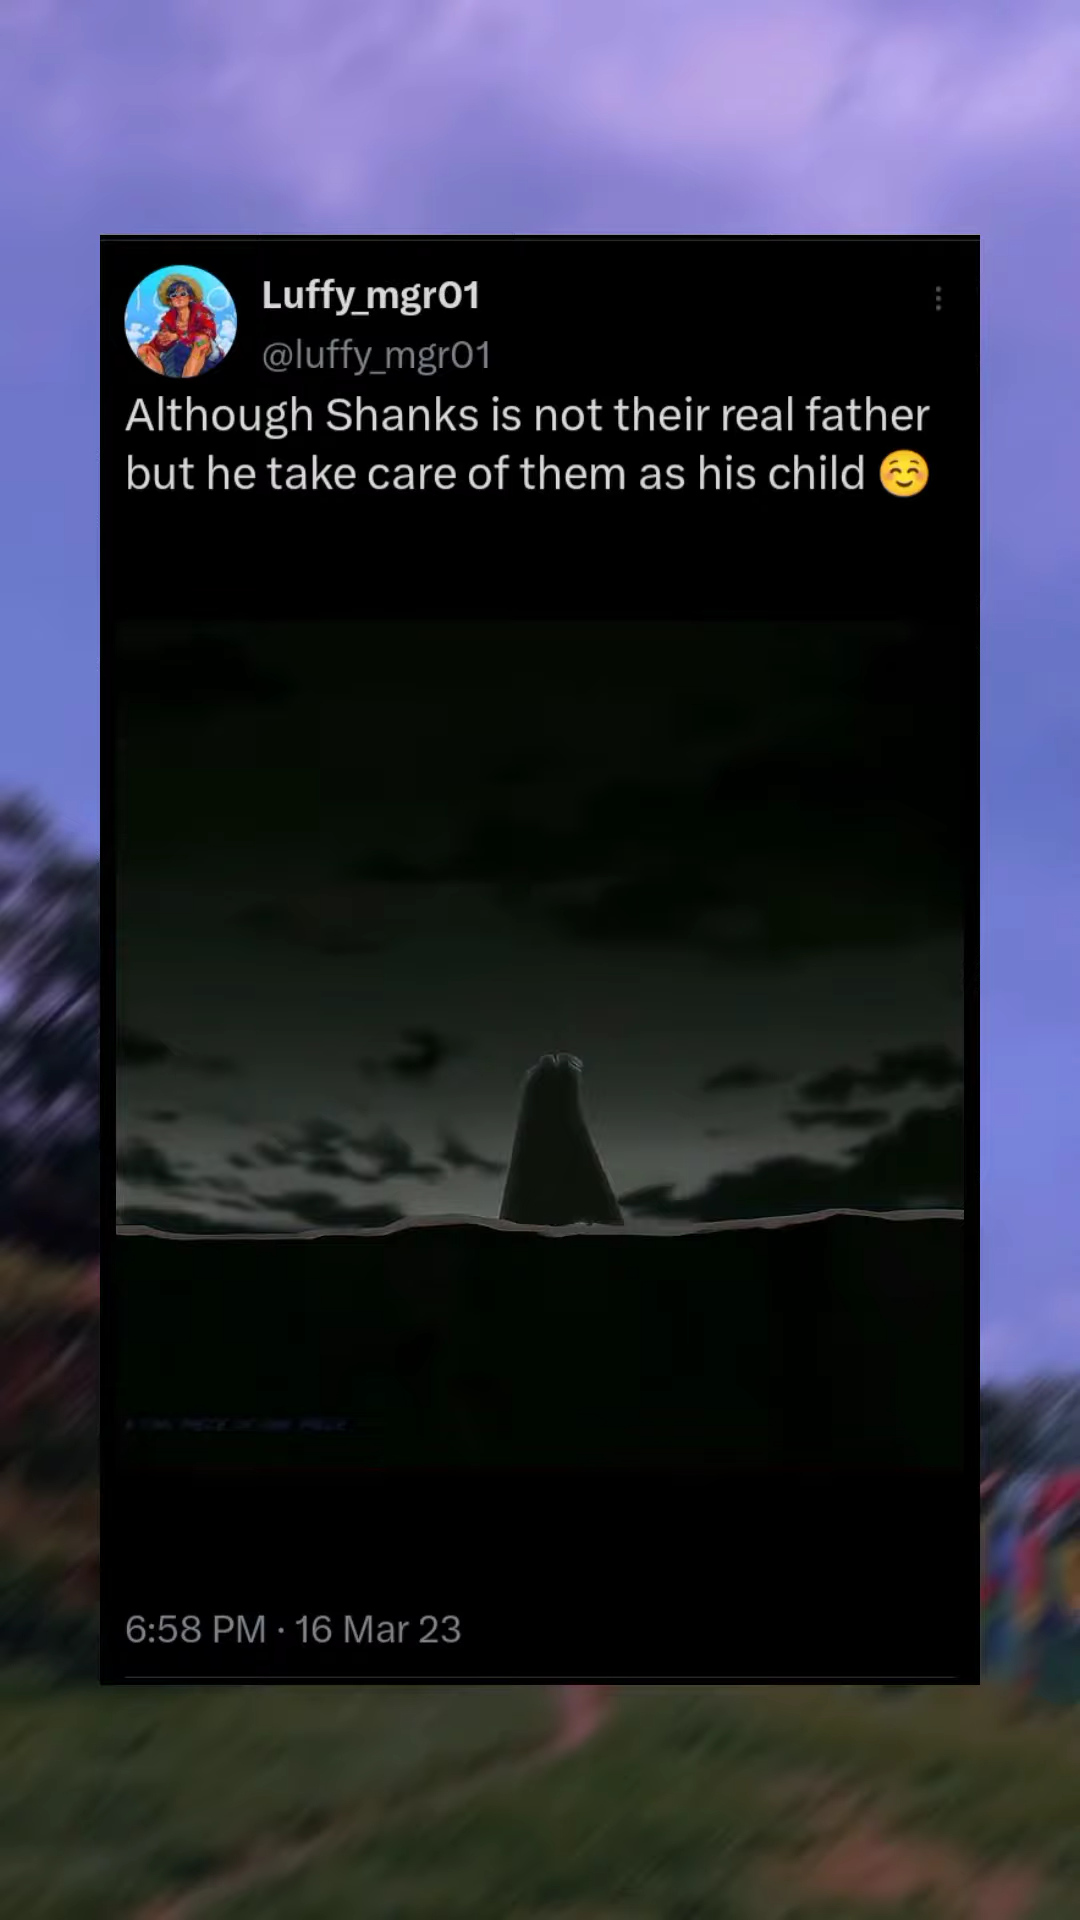 Luffy_mgr01
@luffy_mgr01
Although Shanks is not their real father
but he take care of them as his child ☺️
6:58 PM · 16 Mar 23